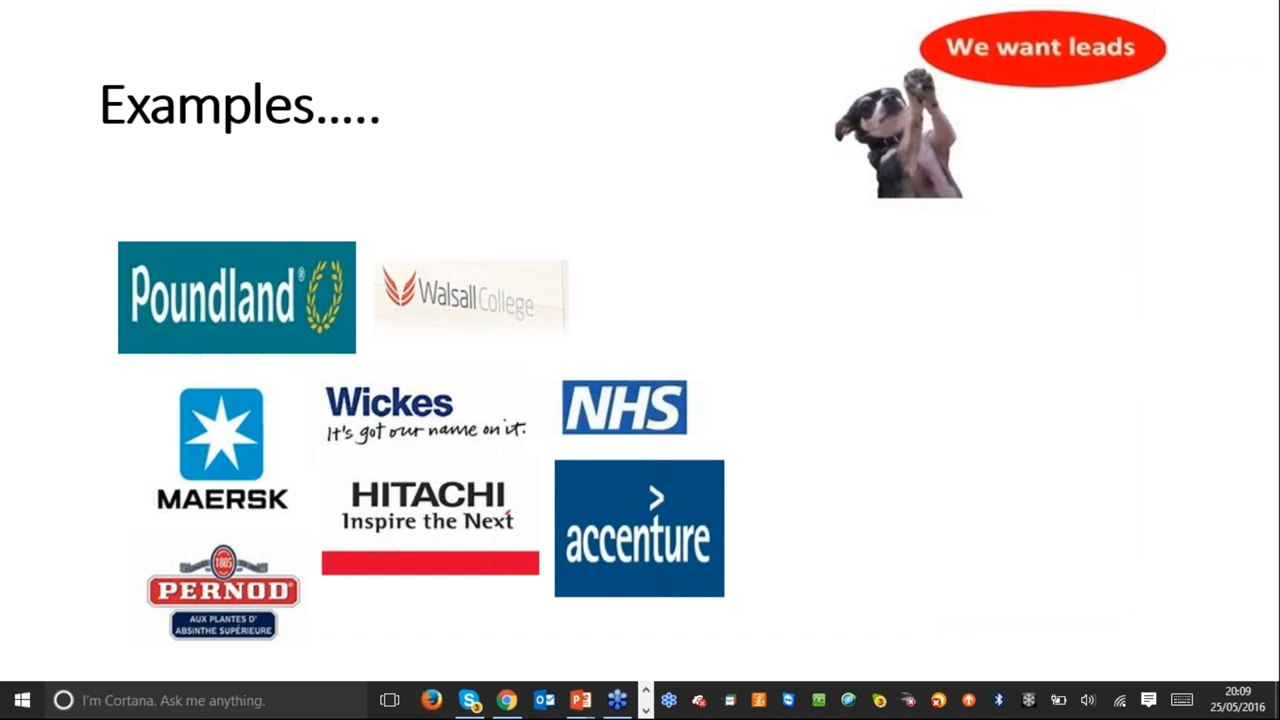 We want leads
Examples.....
Poundland®
Walsall College
Wickes
It's got our name on it.
NHS
MAERSK
HITACHI
Inspire the Next
>
accenture
1805
PERNOD
AUX PLANTES D'
ABSINTHE SUPÉRIEURE
I'm Cortana. Ask me anything.
20:09
25/05/2016